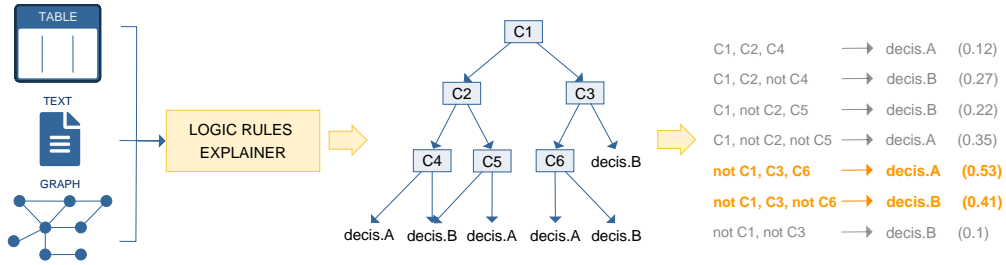 TABLE
TEXT
GRAPH
LOGIC RULES
EXPLAINER
C1
C2
C3
C4
C5
C6
decis.B
decis.A
decis.B
decis.A
decis.A
decis.B
C1, C2, C4 decis.A (0.12)
C1, C2, not C4 decis.B (0.27)
C1, not C2, C5 decis.B (0.22)
C1, not C2, not C5 decis.A (0.35)
not C1, C3, C6 decis.A (0.53)
not C1, C3, not C6 decis.B (0.41)
not C1, not C3 decis.B (0.1)